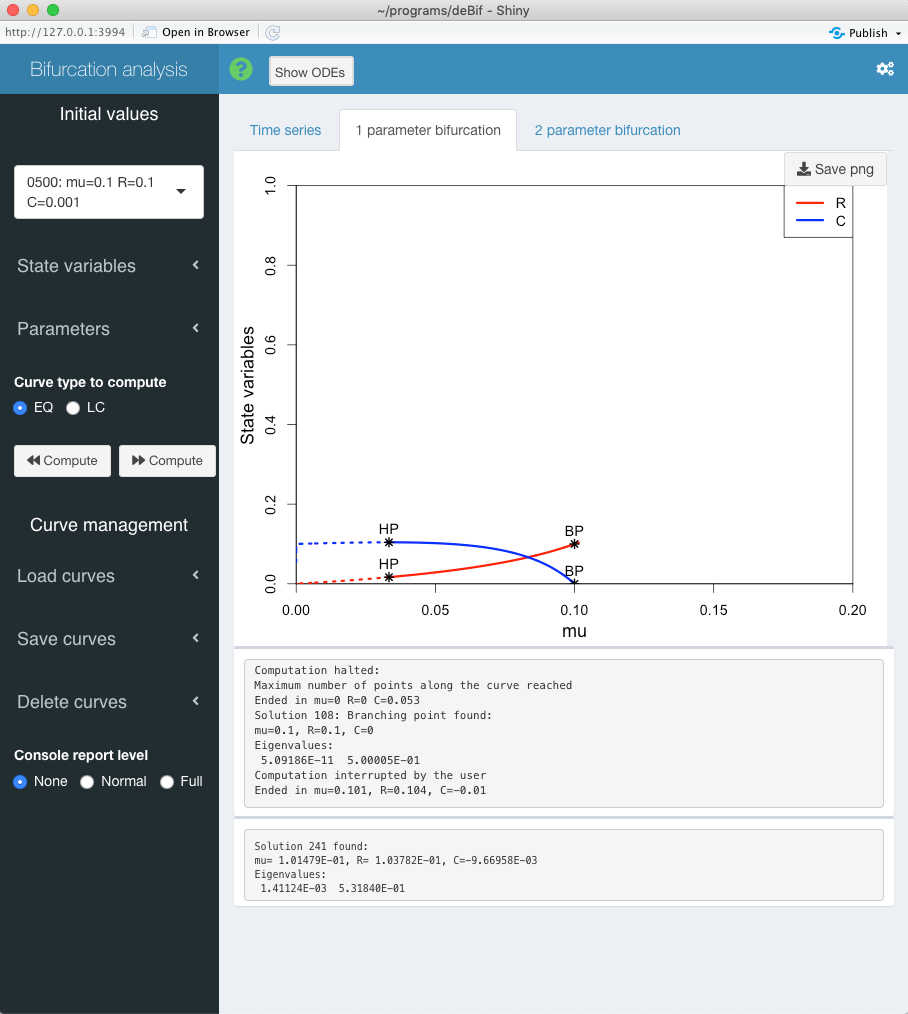 ~/programs/deBif - Shiny
http://127.0.0.1:3994 Open in Browser Publish
Bifurcation analysis
? Show ODEs
Initial values
0500: mu=0.1 R=0.1
C=0.001
State variables
Parameters
Curve type to compute
EQ LC
Compute Compute
Curve management
Load curves
Save curves
Delete curves
Console report level
None Normal Full
Time series 1 parameter bifurcation 2 parameter bifurcation
Save png
R
C
State variables
1.0
0.8
0.6
0.4
0.2
0.0
HP
HP
BP
BP
0.00 0.05 0.10 0.15 0.20
mu
Computation halted:
Maximum number of points along the curve reached
Ended in mu=0 R=0 C=0.053
Solution 108: Branching point found:
mu=0.1, R=0.1, C=0
Eigenvalues:
5.09186E-11 5.00005E-01
Computation interrupted by the user
Ended in mu=0.101, R=0.104, C=-0.01
Solution 241 found:
mu= 1.01479E-01, R= 1.03782E-01, C=-9.66958E-03
Eigenvalues:
1.41124E-03 5.31840E-01